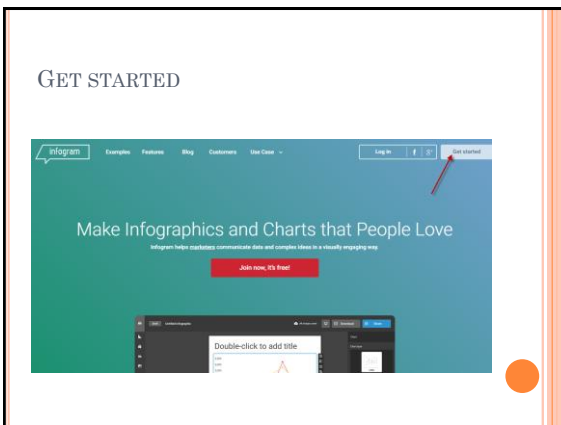 GET STARTED
infogram
Examples Features Blog Customers Use Case Log in f g+ Get started
Make Infographics and Charts that People Love
Infogram helps marketers communicate data and complex ideas in a visually engaging way.
Join now, it's free!
Double-click to add title